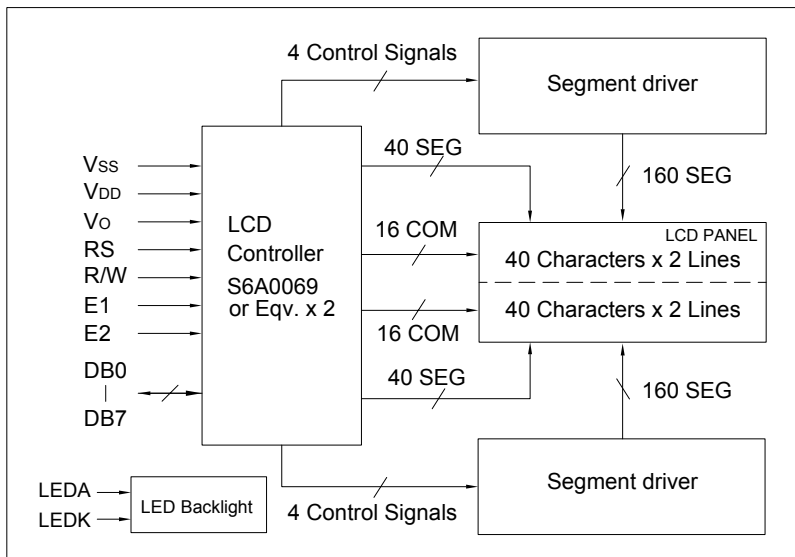 4 Control Signals
Segment driver
40 SEG
160 SEG
VSS
VDD
VO
RS
R/W
E1
E2
DB0
DB7
LCD
Controller
S6A0069
or Eqv. x 2
16 COM
LCD PANEL
40 Characters x 2 Lines
40 Characters x 2 Lines
16 COM
40 SEG
160 SEG
Segment driver
4 Control Signals
LEDA
LEDK
LED Backlight